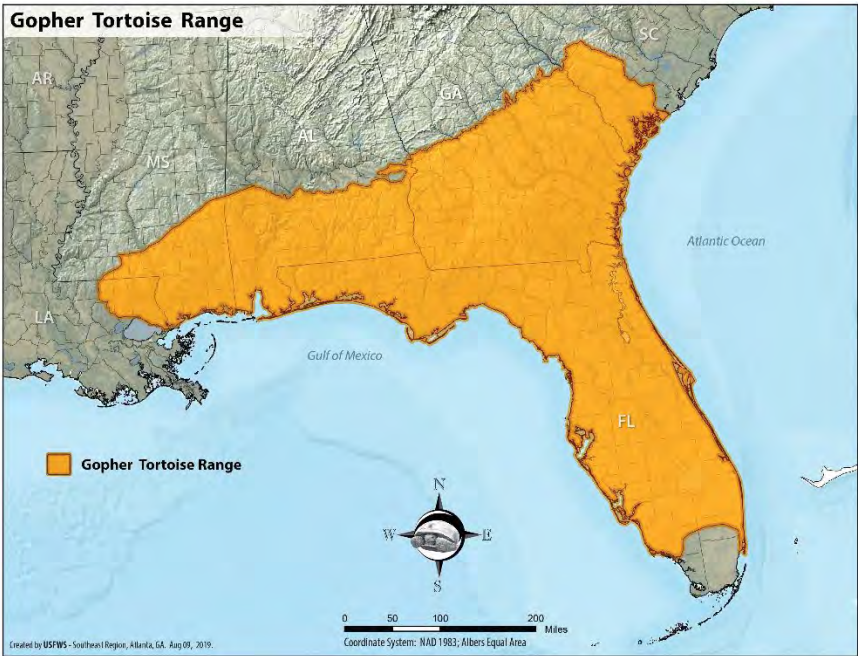 Gopher Tortoise Range
SC
AR
GA
AL
MS
Atlantic Ocean
LA
Gulf of Mexico
FL
Gopher Tortoise Range
N
W E
S
0 50 100 200
Miles
Created by USFWS - Southeast Region, Atlanta, GA. Aug 09, 2019.
Coordinate System: NAD 1983; Albers Equal Area